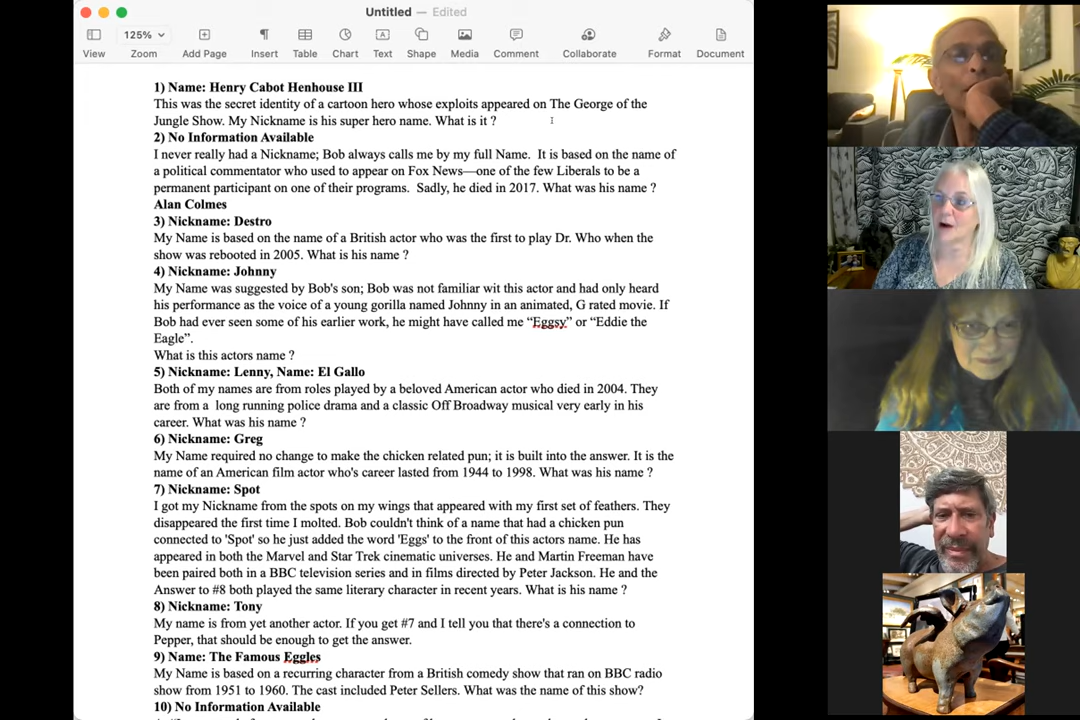 Untitled — Edited
125%
View Zoom Add Page Insert Table Chart Text Shape Media Comment Collaborate Format Document
1) Name: Henry Cabot Henhouse III
This was the secret identity of a cartoon hero whose exploits appeared on The George of the
Jungle Show. My Nickname is his super hero name. What is it ?
2) No Information Available
I never really had a Nickname; Bob always calls me by my full Name. It is based on the name of
a political commentator who used to appear on Fox News—one of the few Liberals to be a
permanent participant on one of their programs. Sadly, he died in 2017. What was his name ?
Alan Colmes
3) Nickname: Destro
My Name is based on the name of a British actor who was the first to play Dr. Who when the
show was rebooted in 2005. What is his name ?
4) Nickname: Johnny
My Name was suggested by Bob's son; Bob was not familiar wit this actor and had only heard
his performance as the voice of a young gorilla named Johnny in an animated, G rated movie. If
Bob had ever seen some of his earlier work, he might have called me “Eggsy” or “Eddie the
Eagle”.
What is this actors name ?
5) Nickname: Lenny, Name: El Gallo
Both of my names are from roles played by a beloved American actor who died in 2004. They
are from a long running police drama and a classic Off Broadway musical very early in his
career. What was his name ?
6) Nickname: Greg
My Name required no change to make the chicken related pun; it is built into the answer. It is the
name of an American film actor who's career lasted from 1944 to 1998. What was his name ?
7) Nickname: Spot
I got my Nickname from the spots on my wings that appeared with my first set of feathers. They
disappeared the first time I molted. Bob couldn't think of a name that had a chicken pun
connected to 'Spot' so he just added the word 'Eggs' to the front of this actors name. He has
appeared in both the Marvel and Star Trek cinematic universes. He and Martin Freeman have
been paired both in a BBC television series and in films directed by Peter Jackson. He and the
Answer to #8 both played the same literary character in recent years. What is his name ?
8) Nickname: Tony
My name is from yet another actor. If you get #7 and I tell you that there's a connection to
Pepper, that should be enough to get the answer.
9) Name: The Famous Eggles
My Name is based on a recurring character from a British comedy show that ran on BBC radio
show from 1951 to 1960. The cast included Peter Sellers. What was the name of this show?
10) No Information Available